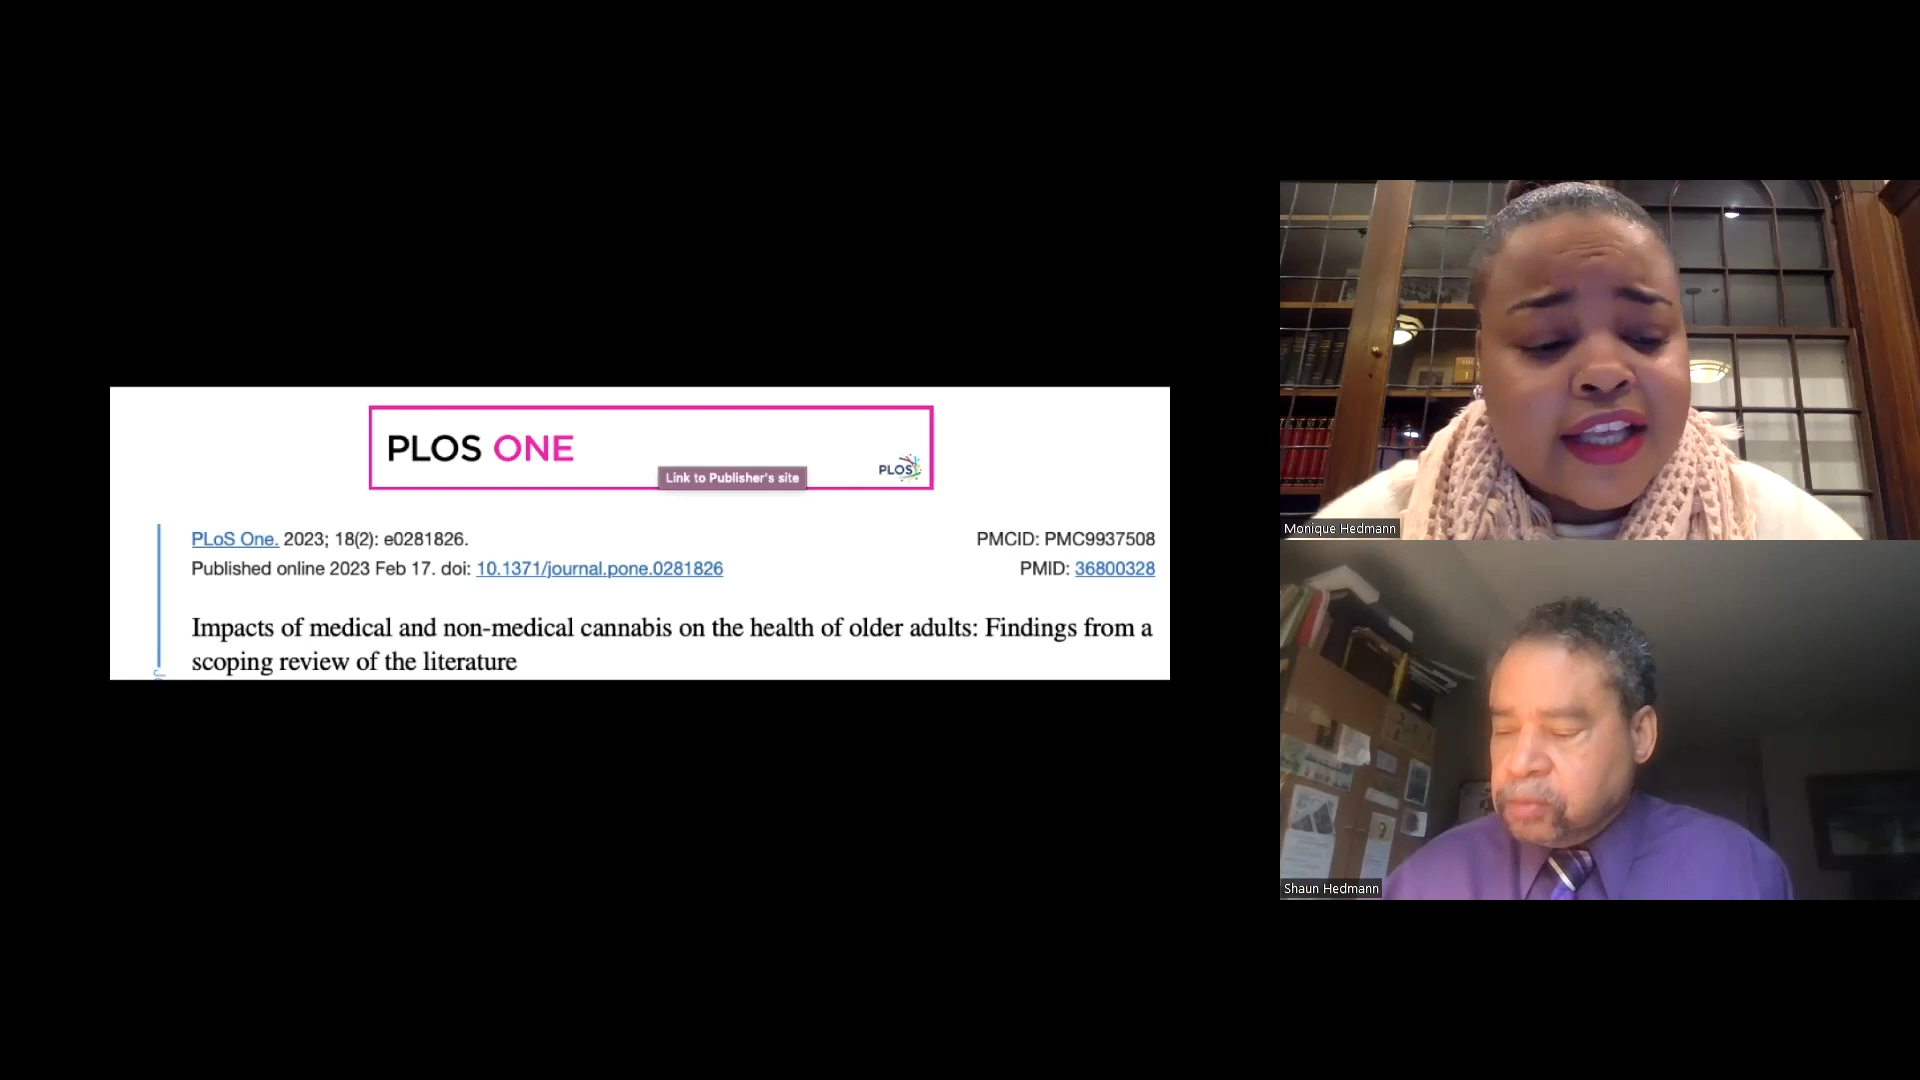 PLOS ONE
PLOS
Link to Publisher's site
PLoS One. 2023; 18(2): e0281826.
PMCID: PMC9937508
Published online 2023 Feb 17. doi: 10.1371/journal.pone.0281826
PMID: 36800328
Impacts of medical and non-medical cannabis on the health of older adults: Findings from a
scoping review of the literature
Monique Hedmann
Shaun Hedmann